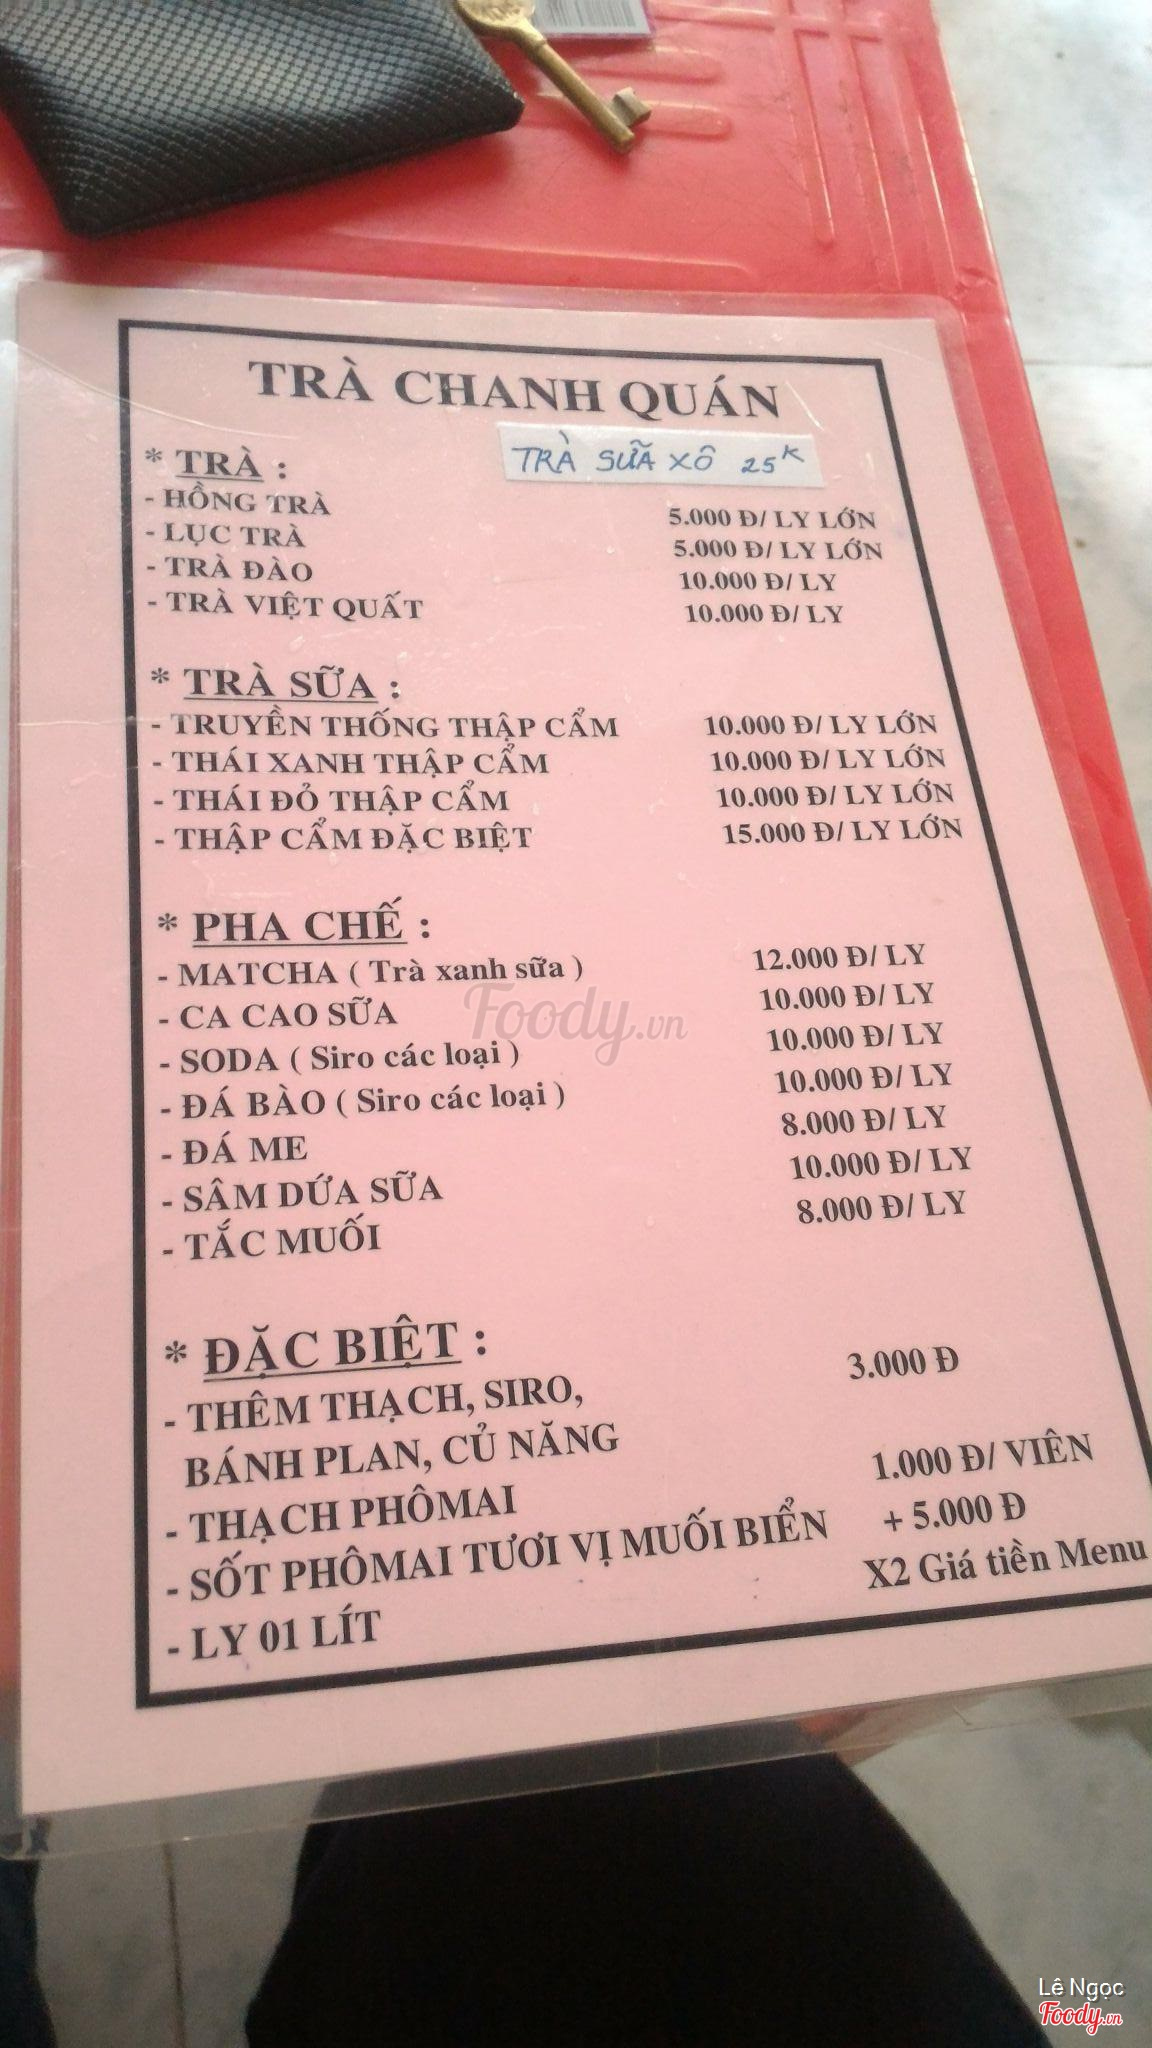 TRÀ CHANH QUÁN
TRÀ SỮA XÔ 25K
* TRÀ :
- HỒNG TRÀ 5.000 Đ/ LY LỚN
- LỤC TRÀ 5.000 Đ/ LY LỚN
- TRÀ ĐÀO 10.000 Đ/ LY
- TRÀ VIỆT QUẤT 10.000 Đ/ LY
* TRÀ SỮA :
- TRUYỀN THỐNG THẬP CẨM 10.000 Đ/ LY LỚN
- THÁI XANH THẬP CẨM 10.000 Đ/ LY LỚN
- THÁI ĐỎ THẬP CẨM 10.000 Đ/ LY LỚN
- THẬP CẨM ĐẶC BIỆT 15.000 Đ/ LY LỚN
* PHA CHẾ :
- MATCHA ( Trà xanh sữa ) 12.000 Đ/ LY
- CA CAO SỮA 10.000 Đ/ LY
- SODA ( Siro các loại ) 10.000 Đ/ LY
- ĐÁ BÀO ( Siro các loại ) 10.000 Đ/ LY
- ĐÁ ME 8.000 Đ/ LY
- SÂM DỨA SỮA 10.000 Đ/ LY
- TẮC MUỐI 8.000 Đ/ LY
* ĐẶC BIỆT :
- THÊM THẠCH, SIRO, 3.000 Đ
BÁNH PLAN, CỦ NĂNG
- THẠCH PHÔMAI 1.000 Đ/ VIÊN
- SỐT PHÔMAI TƯƠI VỊ MUỐI BIỂN + 5.000 Đ
- LY 01 LÍT X2 Giá tiền Menu
Foody.vn
Lê Ngọc
Foody.vn